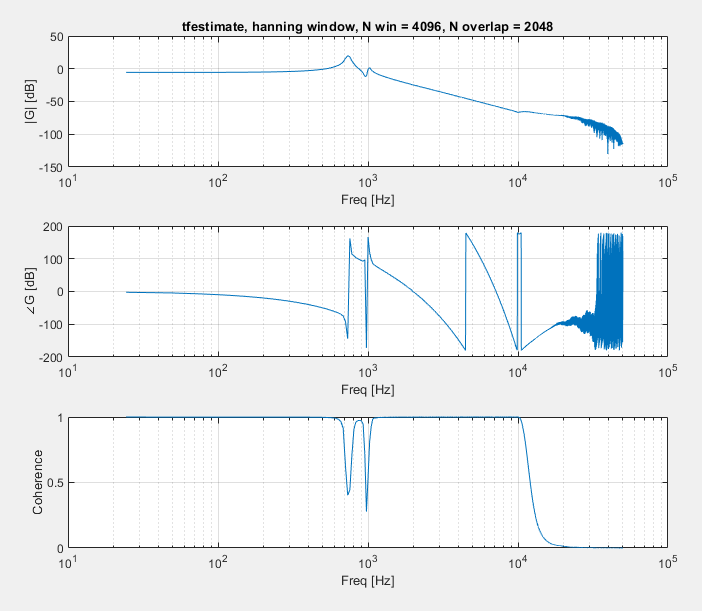 tfestimate, hanning window, N win = 4096, N overlap = 2048
50
0
-50
-100
-150
|G| [dB]
10^1 10^2 10^3 10^4 10^5
Freq [Hz]
200
100
0
-100
-200
∠G [dB]
10^1 10^2 10^3 10^4 10^5
Freq [Hz]
1
0.5
0
Coherence
10^1 10^2 10^3 10^4 10^5
Freq [Hz]